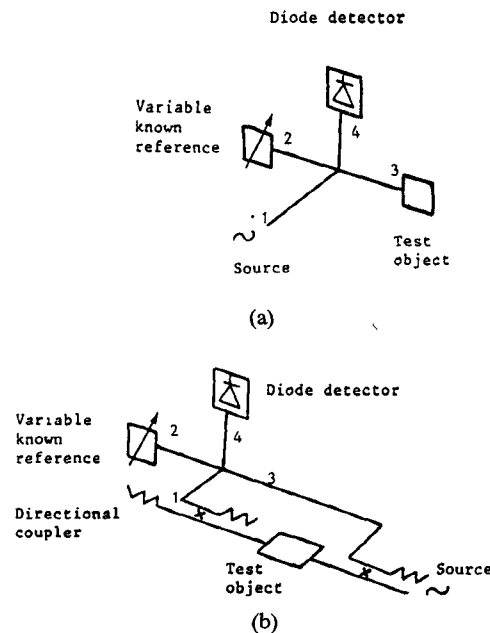 Diode detector
Variable
known
reference
2
4
3
1
Source
Test
object
(a)
Diode detector
Variable
known
reference
2
4
3
1
Directional
coupler
Test
object
Source
(b)